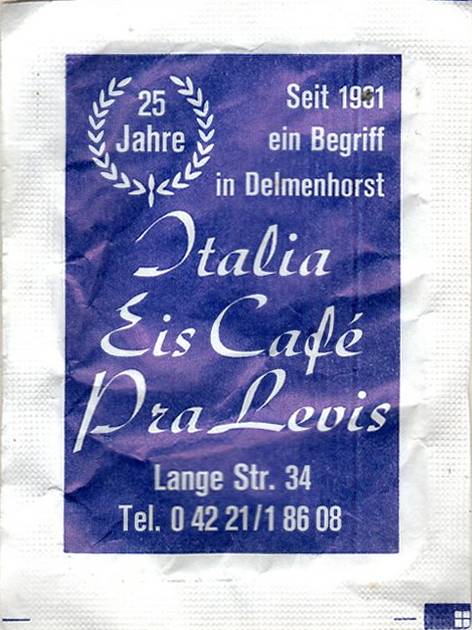 25
Jahre
Seit
ein Begriff
in Delmenhorst
Italia
Eis Café
Pra Levis
Lange Str. 34
Tel. 0 42 21/1 86 08